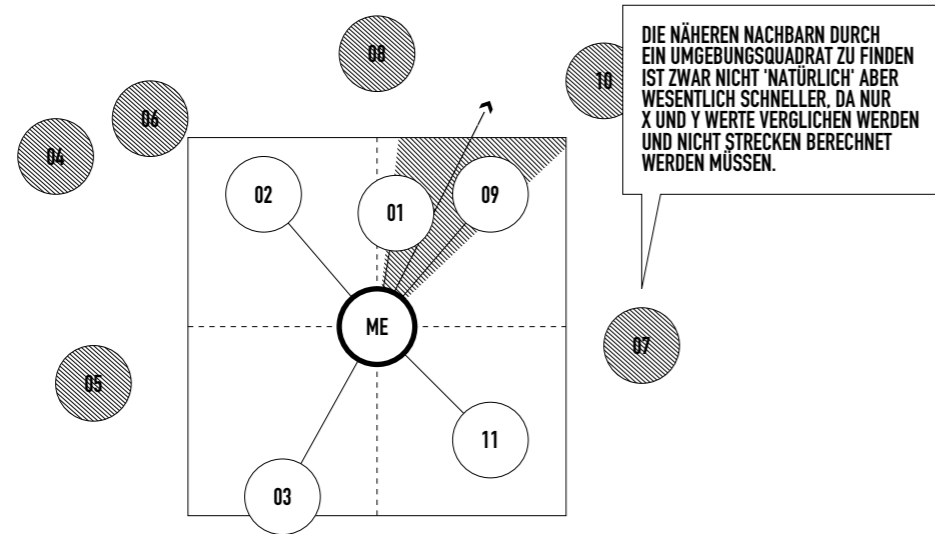 08
10
06
04
02
01
09
ME
07
05
11
03
DIE NÄHEREN NACHBARN DURCH
EIN UMGEBUNGSQUADRAT ZU FINDEN
IST ZWAR NICHT 'NATÜRLICH' ABER
WESENTLICH SCHNELLER, DA NUR
X UND Y WERTE VERGLICHEN WERDEN
UND NICHT STRECKEN BERECHNET
WERDEN MÜSSEN.